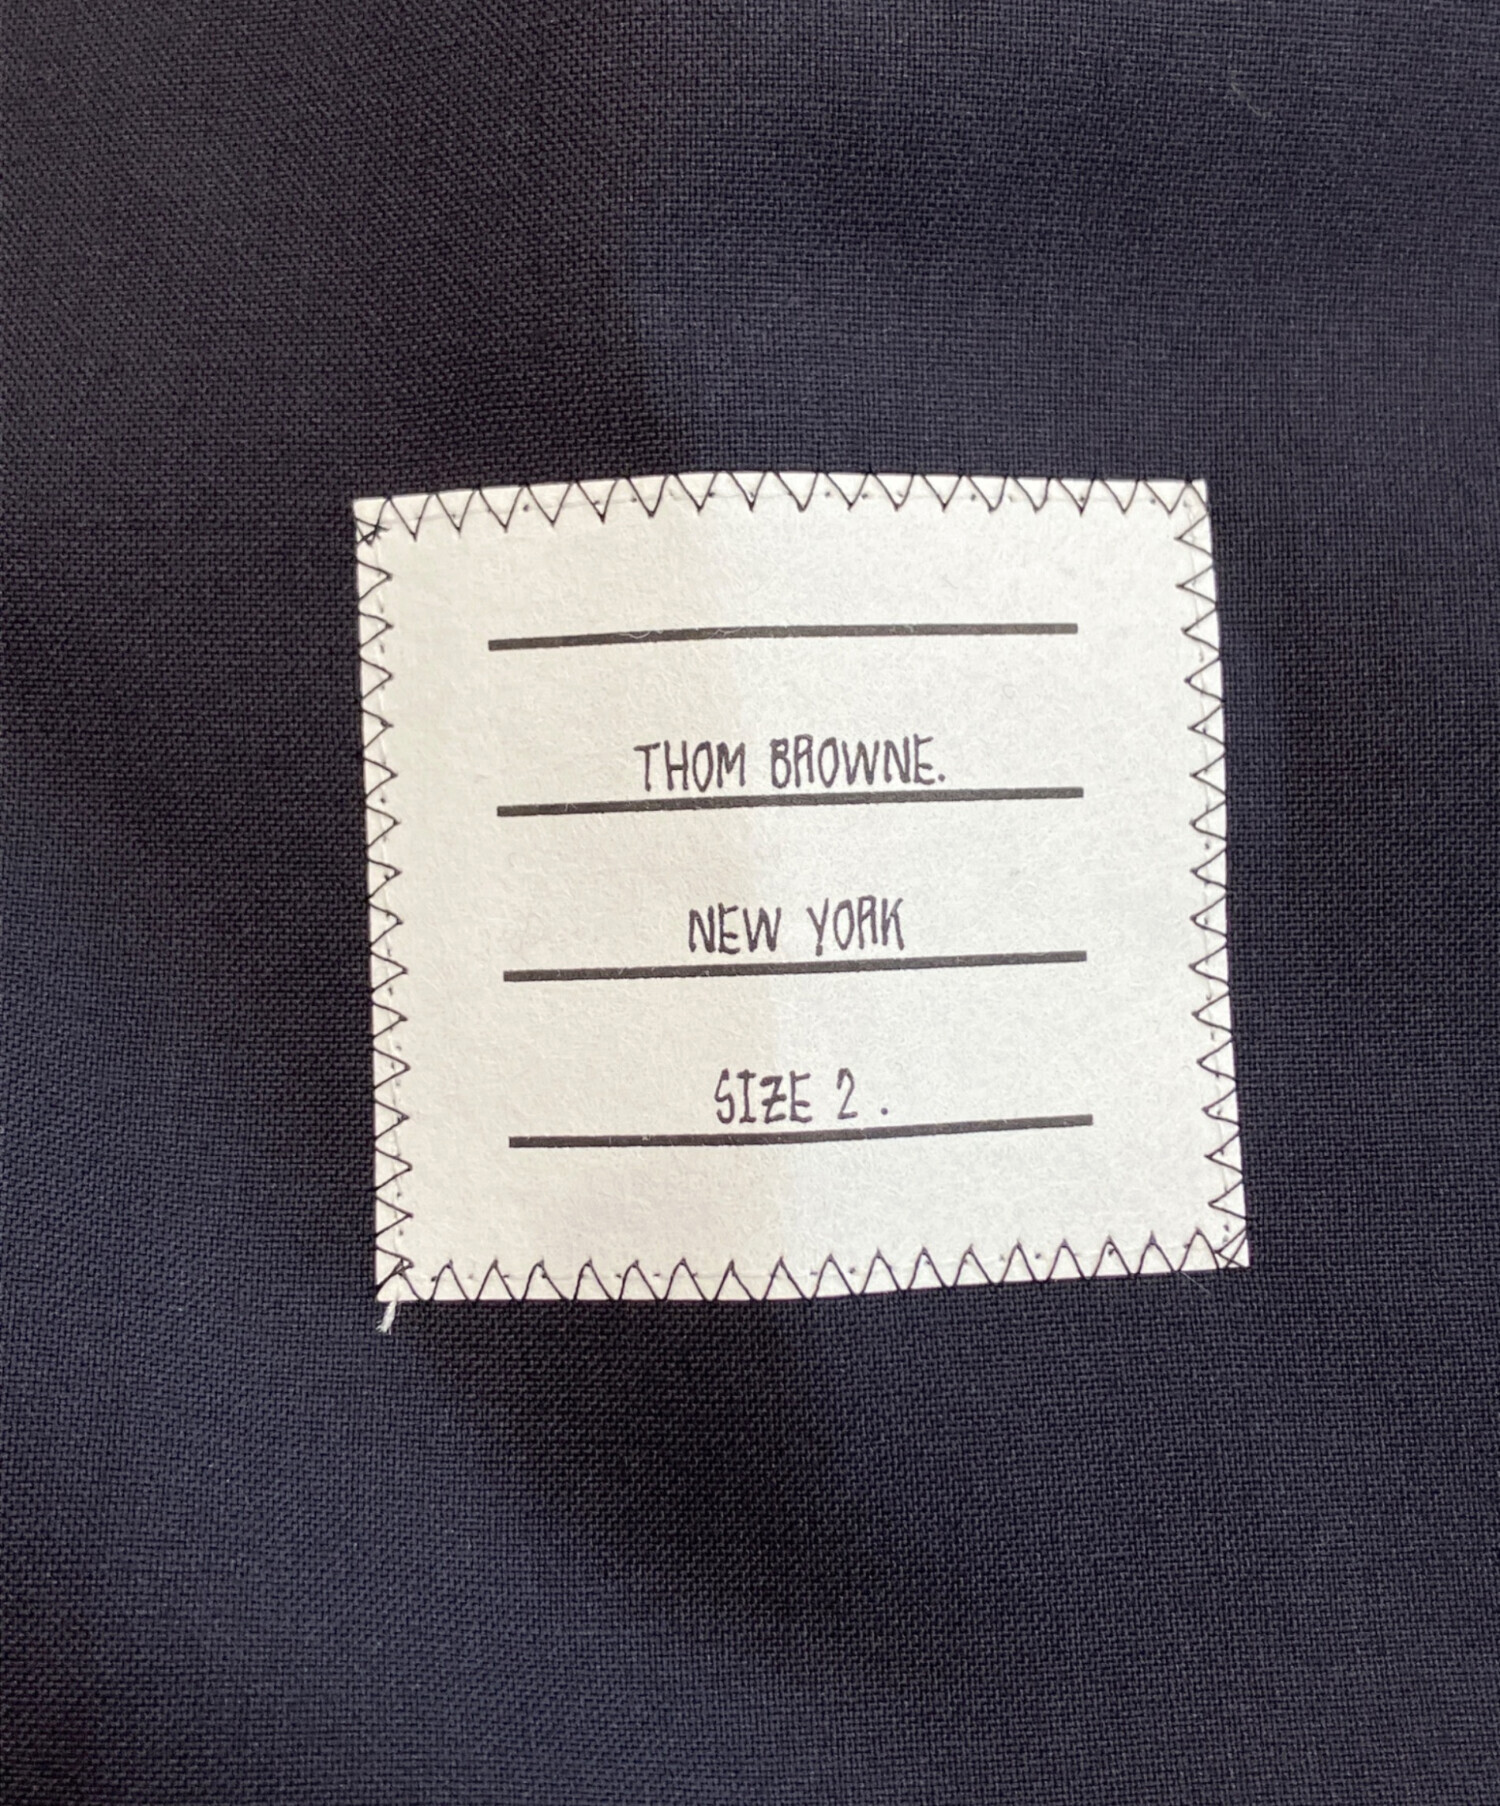 THOM BROWNE.
NEW YORK
SIZE 2 .